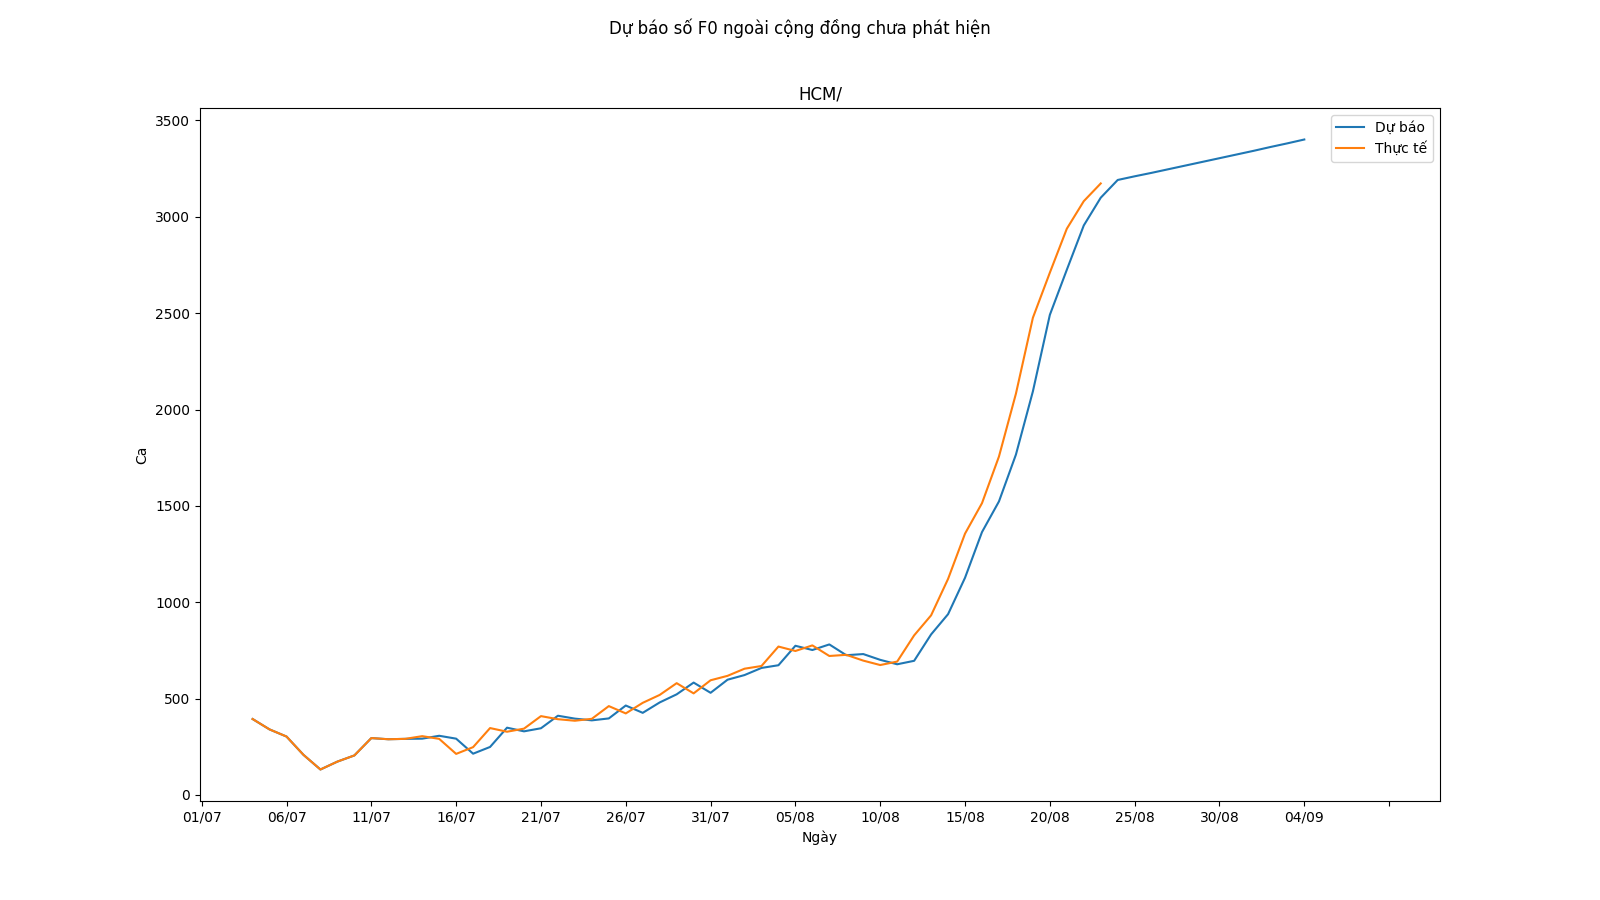 Dự báo số F0 ngoài cộng đồng chưa phát hiện
HCM/
Dự báo
Thực tế
3500
3000
2500
2000
1500
1000
500
0
Ca
01/07 06/07 11/07 16/07 21/07 26/07 31/07 05/08 10/08 15/08 20/08 25/08 30/08 04/09
Ngày